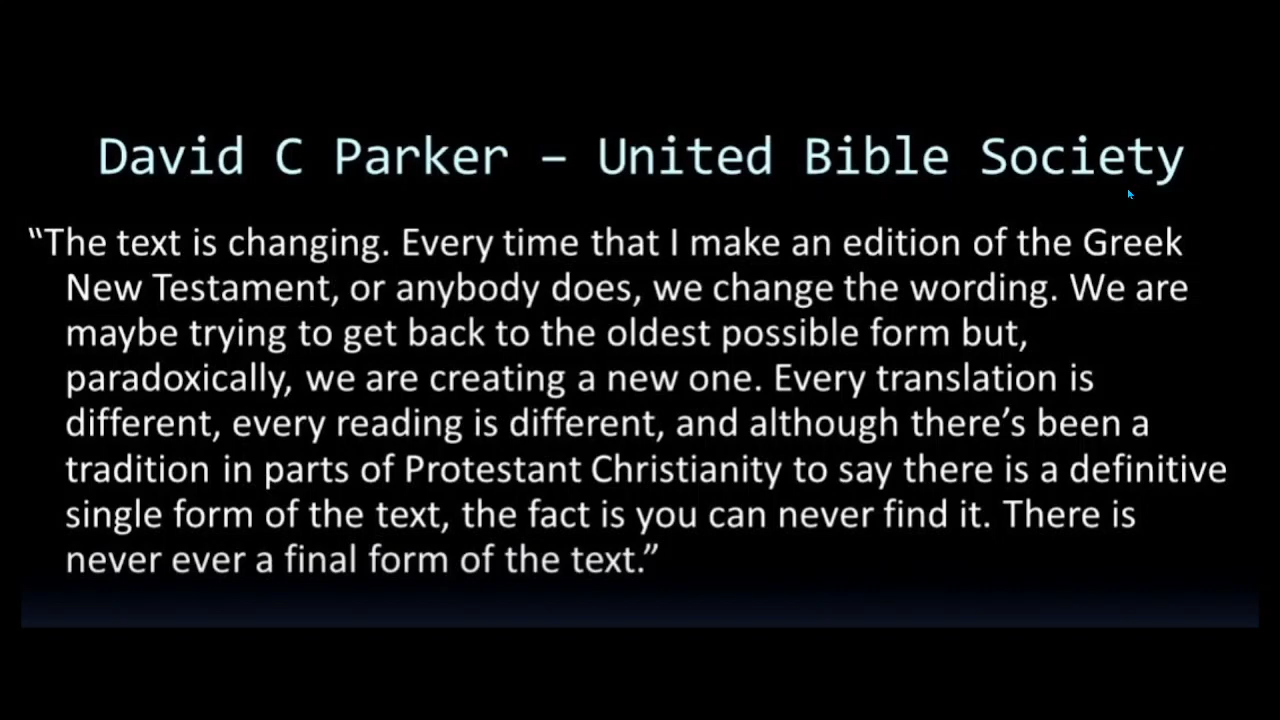 David C Parker – United Bible Society
“The text is changing. Every time that I make an edition of the Greek
New Testament, or anybody does, we change the wording. We are
maybe trying to get back to the oldest possible form but,
paradoxically, we are creating a new one. Every translation is
different, every reading is different, and although there’s been a
tradition in parts of Protestant Christianity to say there is a definitive
single form of the text, the fact is you can never find it. There is
never ever a final form of the text.”